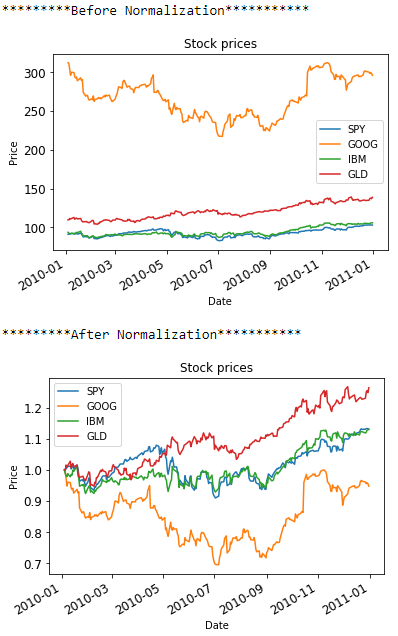 *********Before Normalization***********
Stock prices
300
250
200
150
100
Price
SPY
GOOG
IBM
GLD
2010-01
2010-03
2010-05
2010-07
2010-09
2010-11
2011-01
Date
*********After Normalization***********
Stock prices
SPY
GOOG
IBM
GLD
1.2
1.1
1.0
0.9
0.8
0.7
Price
2010-01
2010-03
2010-05
2010-07
2010-09
2010-11
2011-01
Date